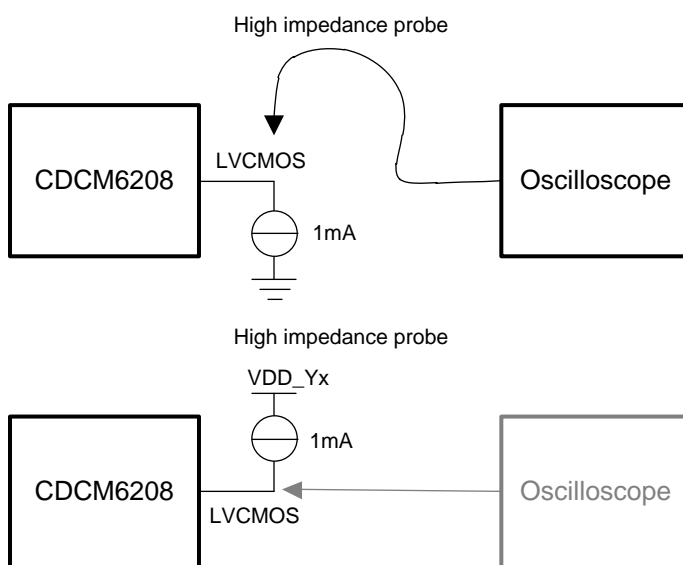 High impedance probe
CDCM6208
LVCMOS
1mA
Oscilloscope
High impedance probe
VDD_Yx
1mA
CDCM6208
LVCMOS
Oscilloscope